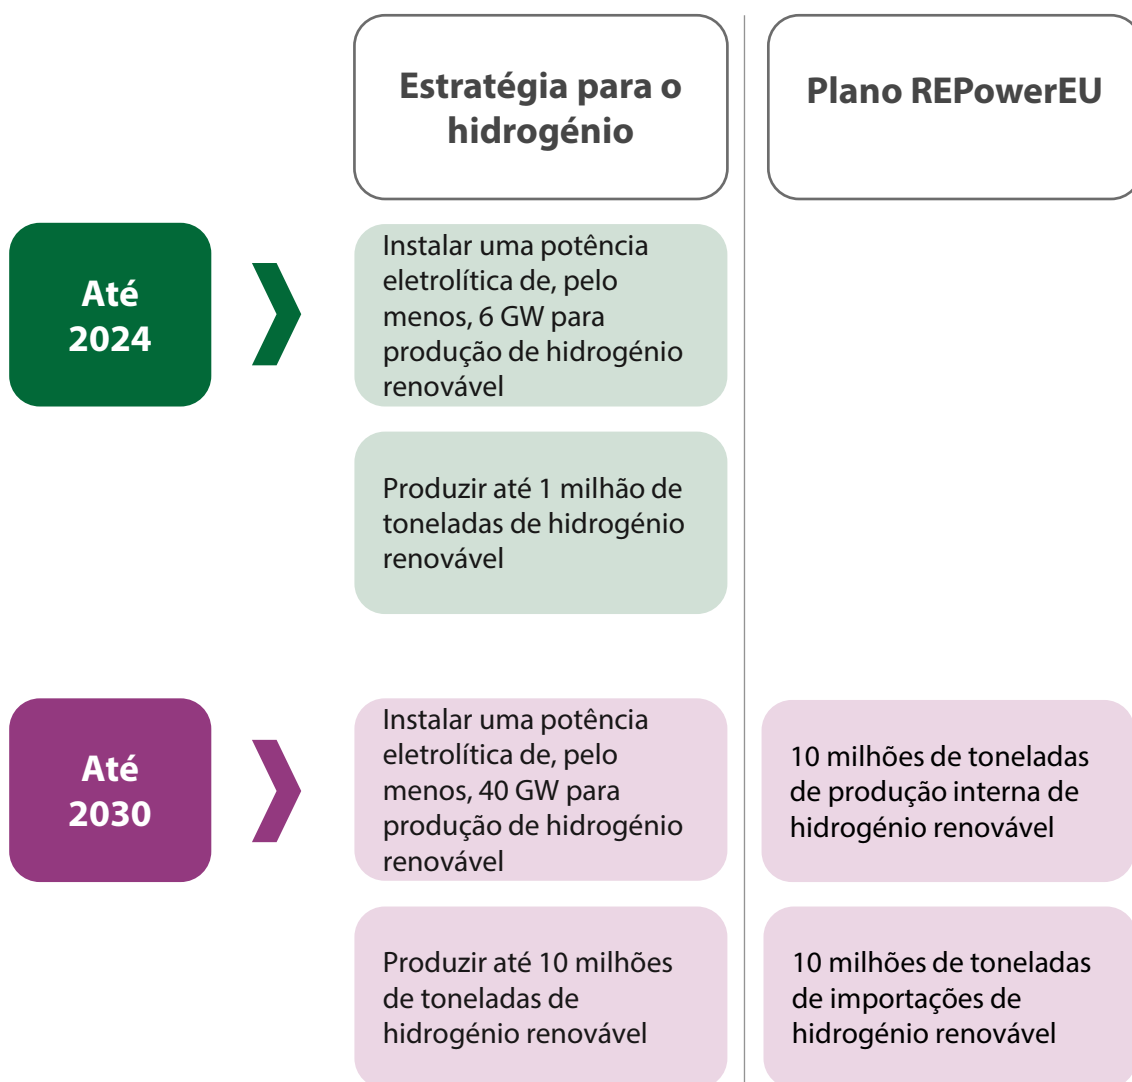 Estratégia para o
hidrogénio
Plano REPowerEU
Até
2024
Instalar uma potência
eletrolítica de, pelo
menos, 6 GW para
produção de hidrogénio
renovável
Produzir até 1 milhão de
toneladas de hidrogénio
renovável
Até
2030
Instalar uma potência
eletrolítica de, pelo
menos, 40 GW para
produção de hidrogénio
renovável
10 milhões de toneladas
de produção interna de
hidrogénio renovável
Produzir até 10 milhões
de toneladas de
hidrogénio renovável
10 milhões de toneladas
de importações de
hidrogénio renovável